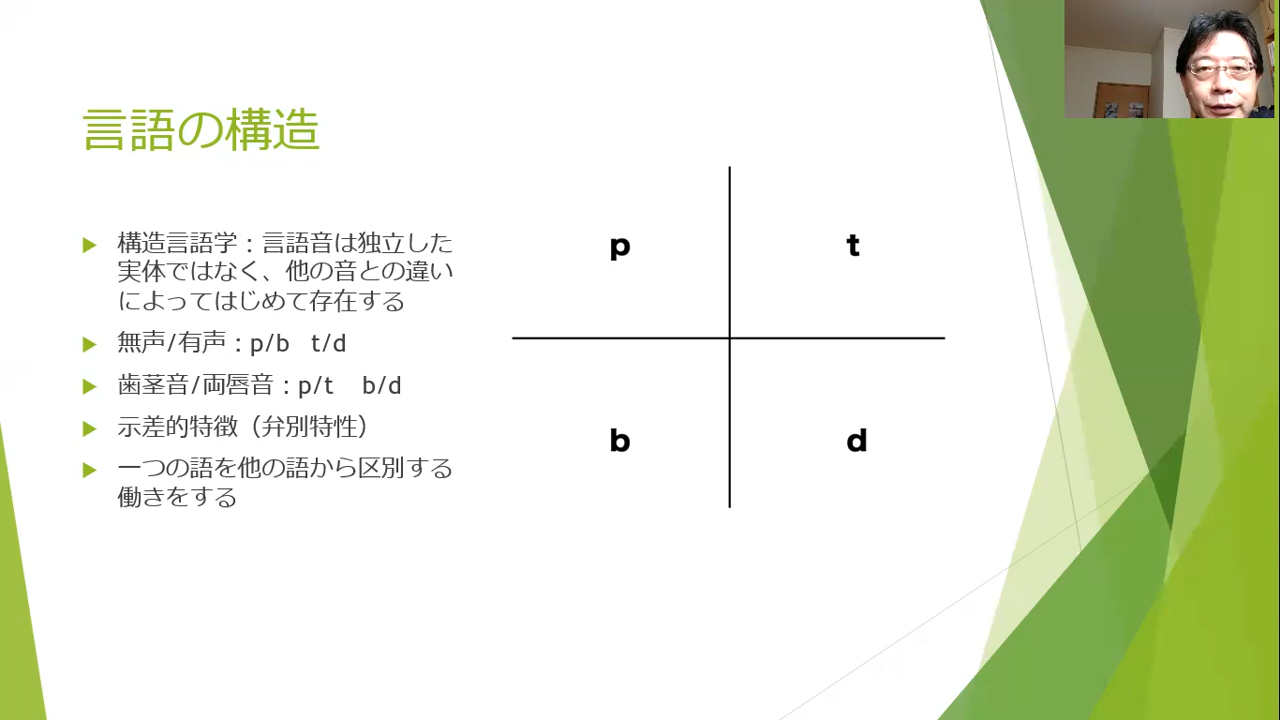 言語の構造
構造言語学：言語音は独立した
実体ではなく、他の音との違い
によってはじめて存在する
無声/有声：p/b t/d
歯茎音/両唇音：p/t b/d
示差的特徴（弁別特性）
一つの語を他の語から区別する
働きをする
p t
b d